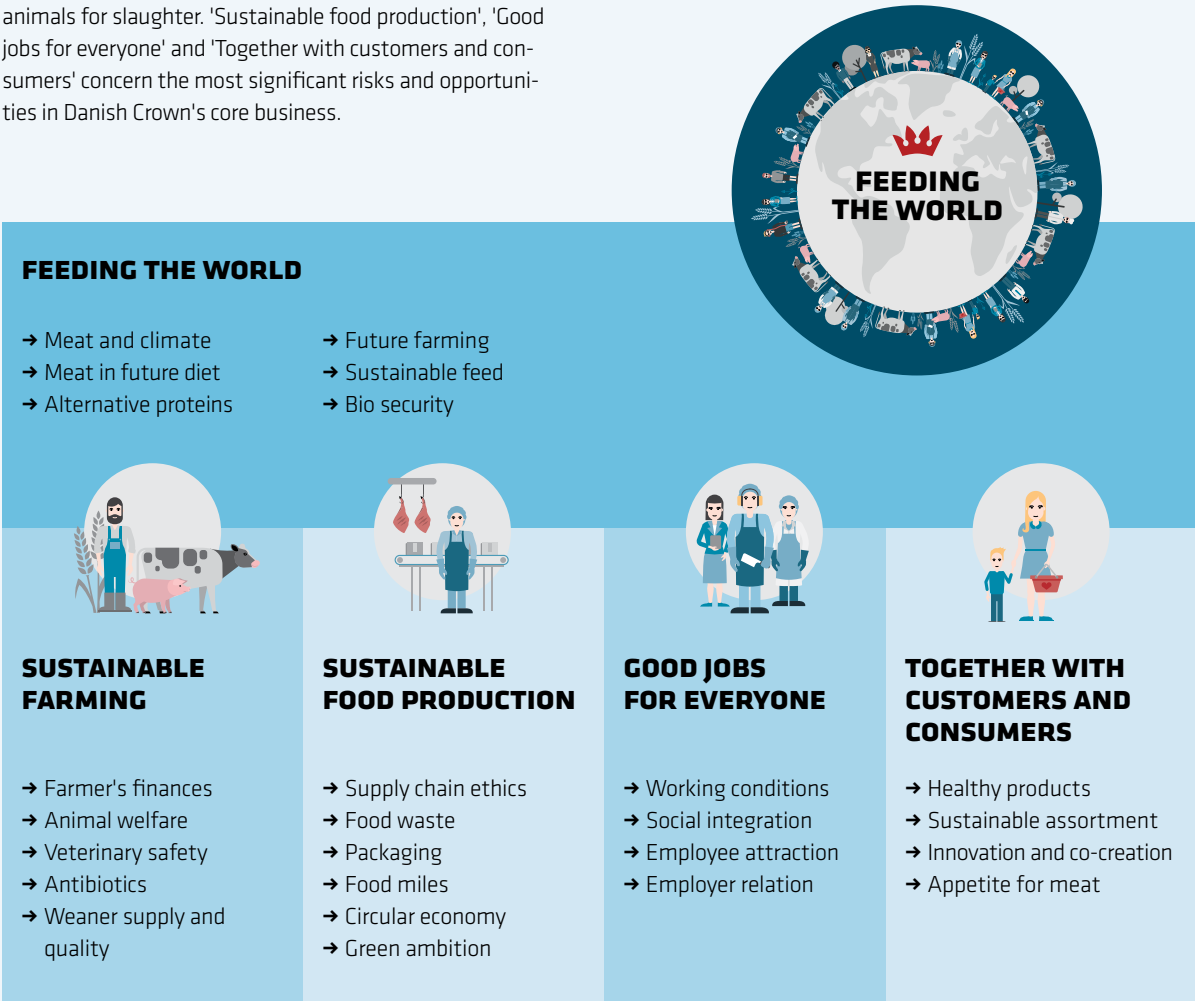 animals for slaughter. 'Sustainable food production', 'Good
jobs for everyone' and 'Together with customers and con-
sumers' concern the most significant risks and opportuni-
ties in Danish Crown's core business.
FEEDING
THE WORLD
FEEDING THE WORLD
→ Meat and climate
→ Meat in future diet
→ Alternative proteins
→ Future farming
→ Sustainable feed
→ Bio security
SUSTAINABLE
FARMING
→ Farmer's finances
→ Animal welfare
→ Veterinary safety
→ Antibiotics
→ Weaner supply and
quality
SUSTAINABLE
FOOD PRODUCTION
→ Supply chain ethics
→ Food waste
→ Packaging
→ Food miles
→ Circular economy
→ Green ambition
GOOD JOBS
FOR EVERYONE
→ Working conditions
→ Social integration
→ Employee attraction
→ Employer relation
TOGETHER WITH
CUSTOMERS AND
CONSUMERS
→ Healthy products
→ Sustainable assortment
→ Innovation and co-creation
→ Appetite for meat